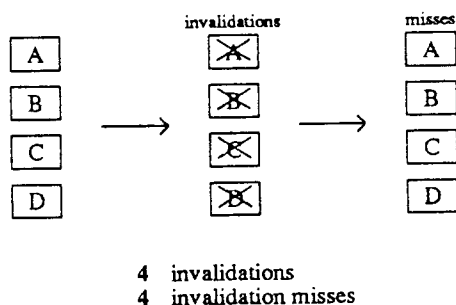 invalidations misses
A A A
B B B
C C C
D D D
4 invalidations
4 invalidation misses